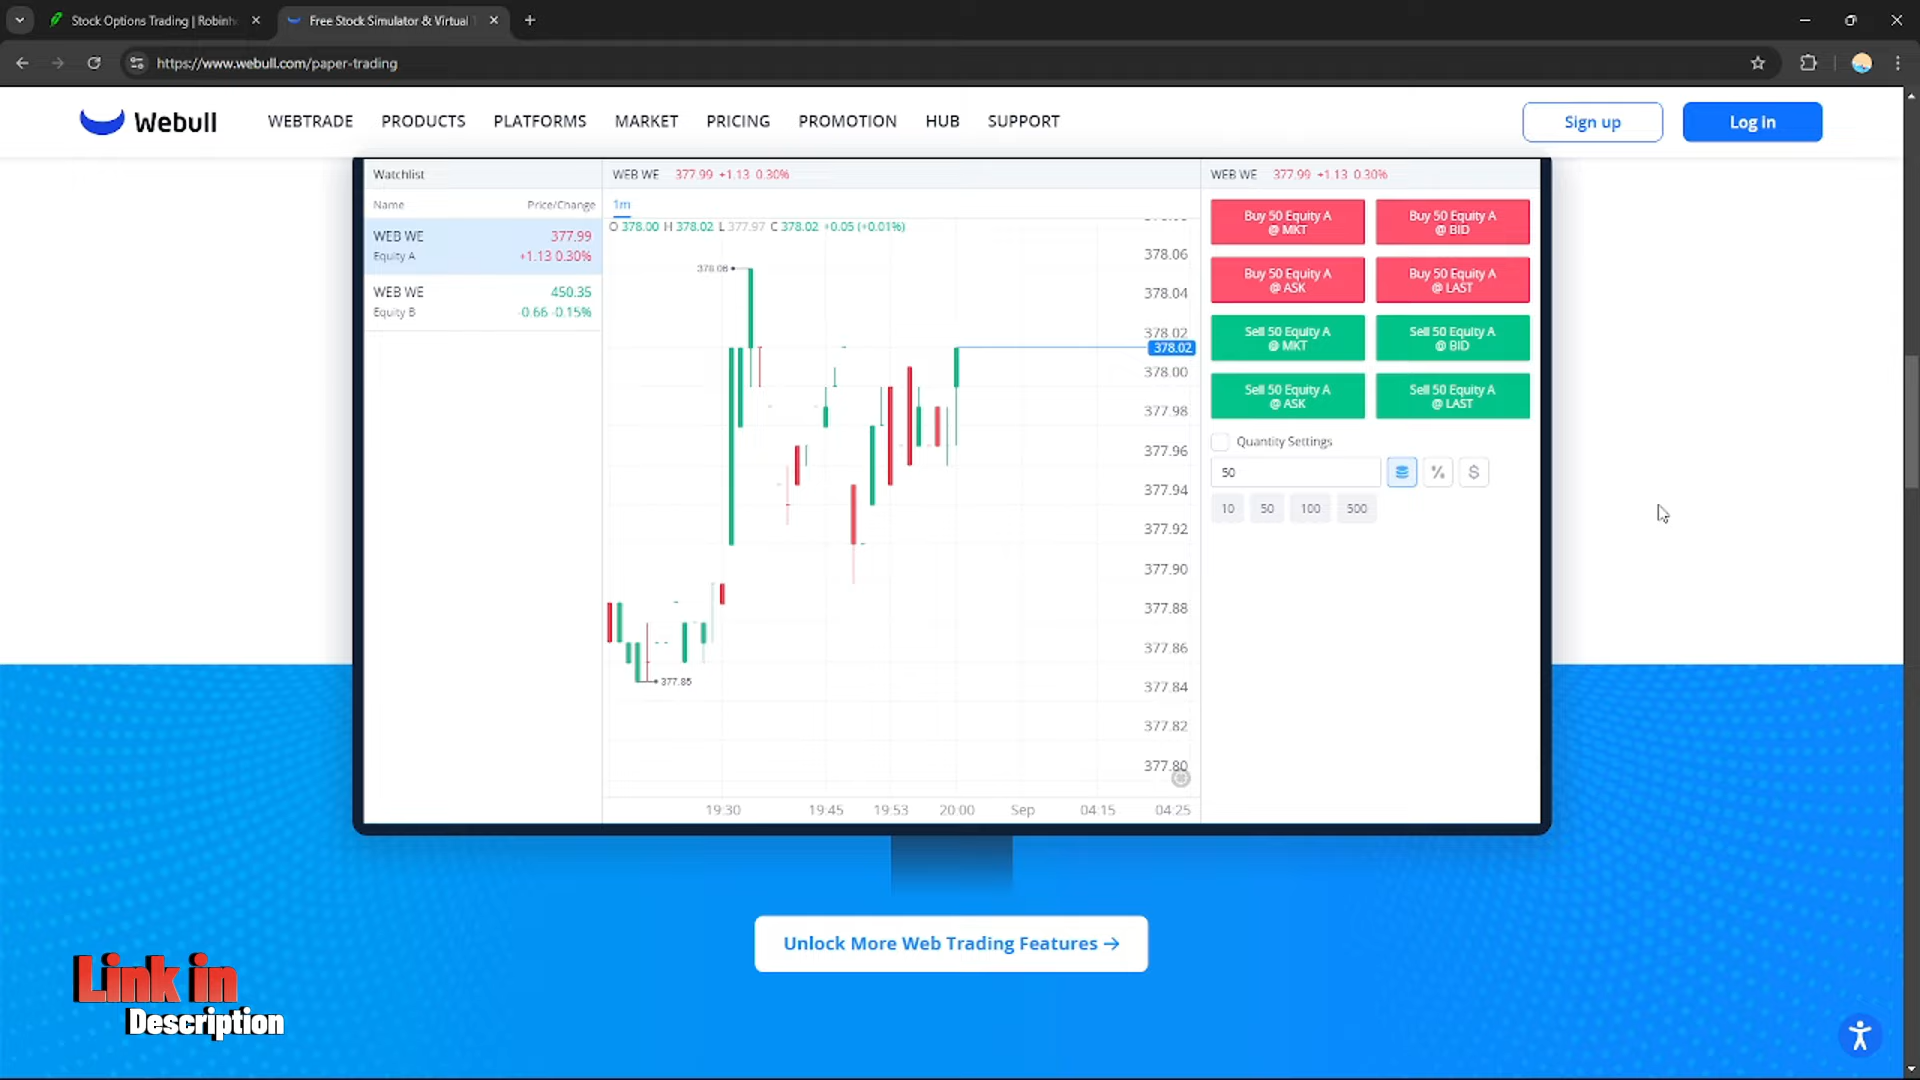 Stock Options Trading | Robinh
Free Stock Simulator & Virtual
https://www.webull.com/paper-trading
Webull
WEBTRADE PRODUCTS PLATFORMS MARKET PRICING PROMOTION HUB SUPPORT
Sign up
Log in
Watchlist
Name Price/Change
WEB WE 377.99
Equity A +1.13 0.30%
WEB WE 450.35
Equity B -0.66 -0.15%
WEB WE 377.99 +1.13 0.30%
1m
O 378.00 H 378.02 L 377.97 C 378.02 +0.05 (+0.01%)
378.06
377.85
378.06
378.04
378.02
378.02
378.00
377.98
377.96
377.94
377.92
377.90
377.88
377.86
377.84
377.82
377.80
19:30 19:45 19:53 20:00 Sep 04:15 04:25
WEB WE 377.99 +1.13 0.30%
Buy 50 Equity A
@ MKT
Buy 50 Equity A
@ BID
Buy 50 Equity A
@ ASK
Buy 50 Equity A
@ LAST
Sell 50 Equity A
@ MKT
Sell 50 Equity A
@ BID
Sell 50 Equity A
@ ASK
Sell 50 Equity A
@ LAST
Quantity Settings
50 % $
10 50 100 500
Unlock More Web Trading Features →
Link in
Description